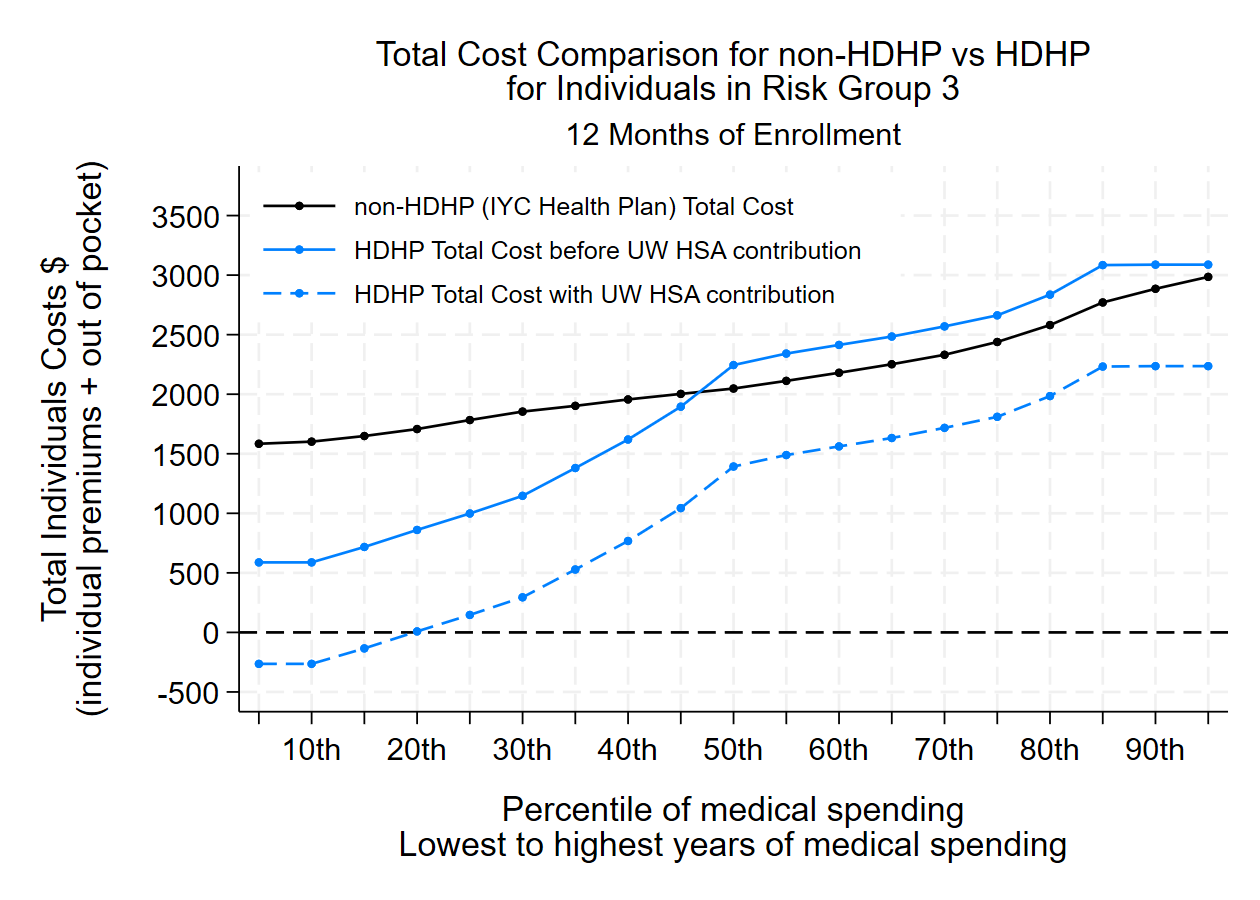 Total Cost Comparison for non-HDHP vs HDHP
for Individuals in Risk Group 3
12 Months of Enrollment
non-HDHP (IYC Health Plan) Total Cost
HDHP Total Cost before UW HSA contribution
HDHP Total Cost with UW HSA contribution
Total Individuals Costs $
(individual premiums + out of pocket)
3500
3000
2500
2000
1500
1000
500
0
-500
10th 20th 30th 40th 50th 60th 70th 80th 90th
Percentile of medical spending
Lowest to highest years of medical spending